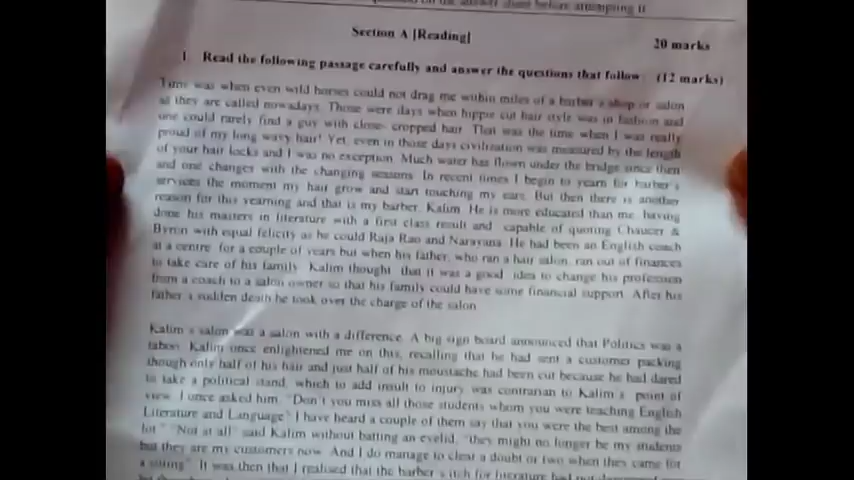 question on the answer sheet before attempting it
Section A [Reading]
20 marks
1. Read the following passage carefully and answer the questions that follow (12 marks)
Time was when even wild horses could not drag me within miles of a barber's shop or salon
as they are called nowadays. Those were days when hippie cut hair style was in fashion and
one could rarely find a guy with close- cropped hair. That was the time when I was really
proud of my long wavy hair! Yet, even in those days civilisation was measured by the length
of your hair locks and I was no exception. Much water has flown under the bridge since then
and one changes with the changing seasons. In recent times I begin to yearn for barber's
services the moment my hair grow and start touching my ears. But then there is another
reason for this yearning and that is my barber, Kalim. He is more educated than me, having
done his masters in literature with a first class result and capable of quoting Chaucer &
Byron with equal felicity as he could Raja Rao and Narayana. He had been an English coach
at a centre for a couple of years but when his father, who ran a hair salon, ran out of finances
to take care of his family. Kalim thought that it was a good idea to change his profession
from a coach to a salon owner so that his family could have some financial support. After his
father's sudden death he took over the charge of the salon
Kalim's salon was a salon with a difference. A big sign board announced that Politics was a
taboo. Kalim once enlightened me on this, recalling that he had sent a customer packing
though only half of his hair and just half of his moustache had been cut because he had dared
to take a political stand, which to add insult to injury was contrarian to Kalim's point of
view. I once asked him, "Don't you miss all those students whom you were teaching English
Literature and Language? I have heard a couple of them say that you were the best among the
lot." "Not at all" said Kalim without batting an eyelid, "they might no longer be my students
but they are my customers now. And I do manage to clear a doubt or two when they came for
a sitting". It was then that I realised that the barber's itch for literature had not